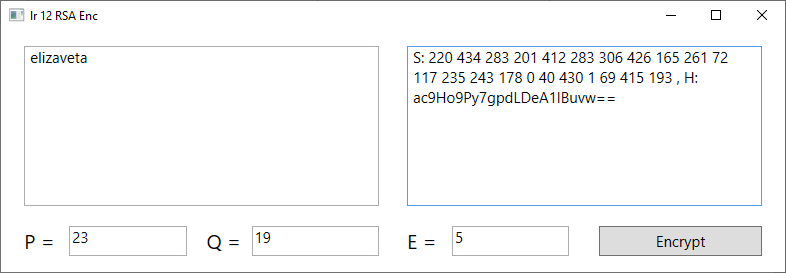 Ir 12 RSA Enc
elizaveta
S: 220 434 283 201 412 283 306 426 165 261 72
117 235 243 178 0 40 430 1 69 415 193 , H:
ac9Ho9Py7gpdLDeA1lBuvw==
P =
23
Q =
19
E =
5
Encrypt